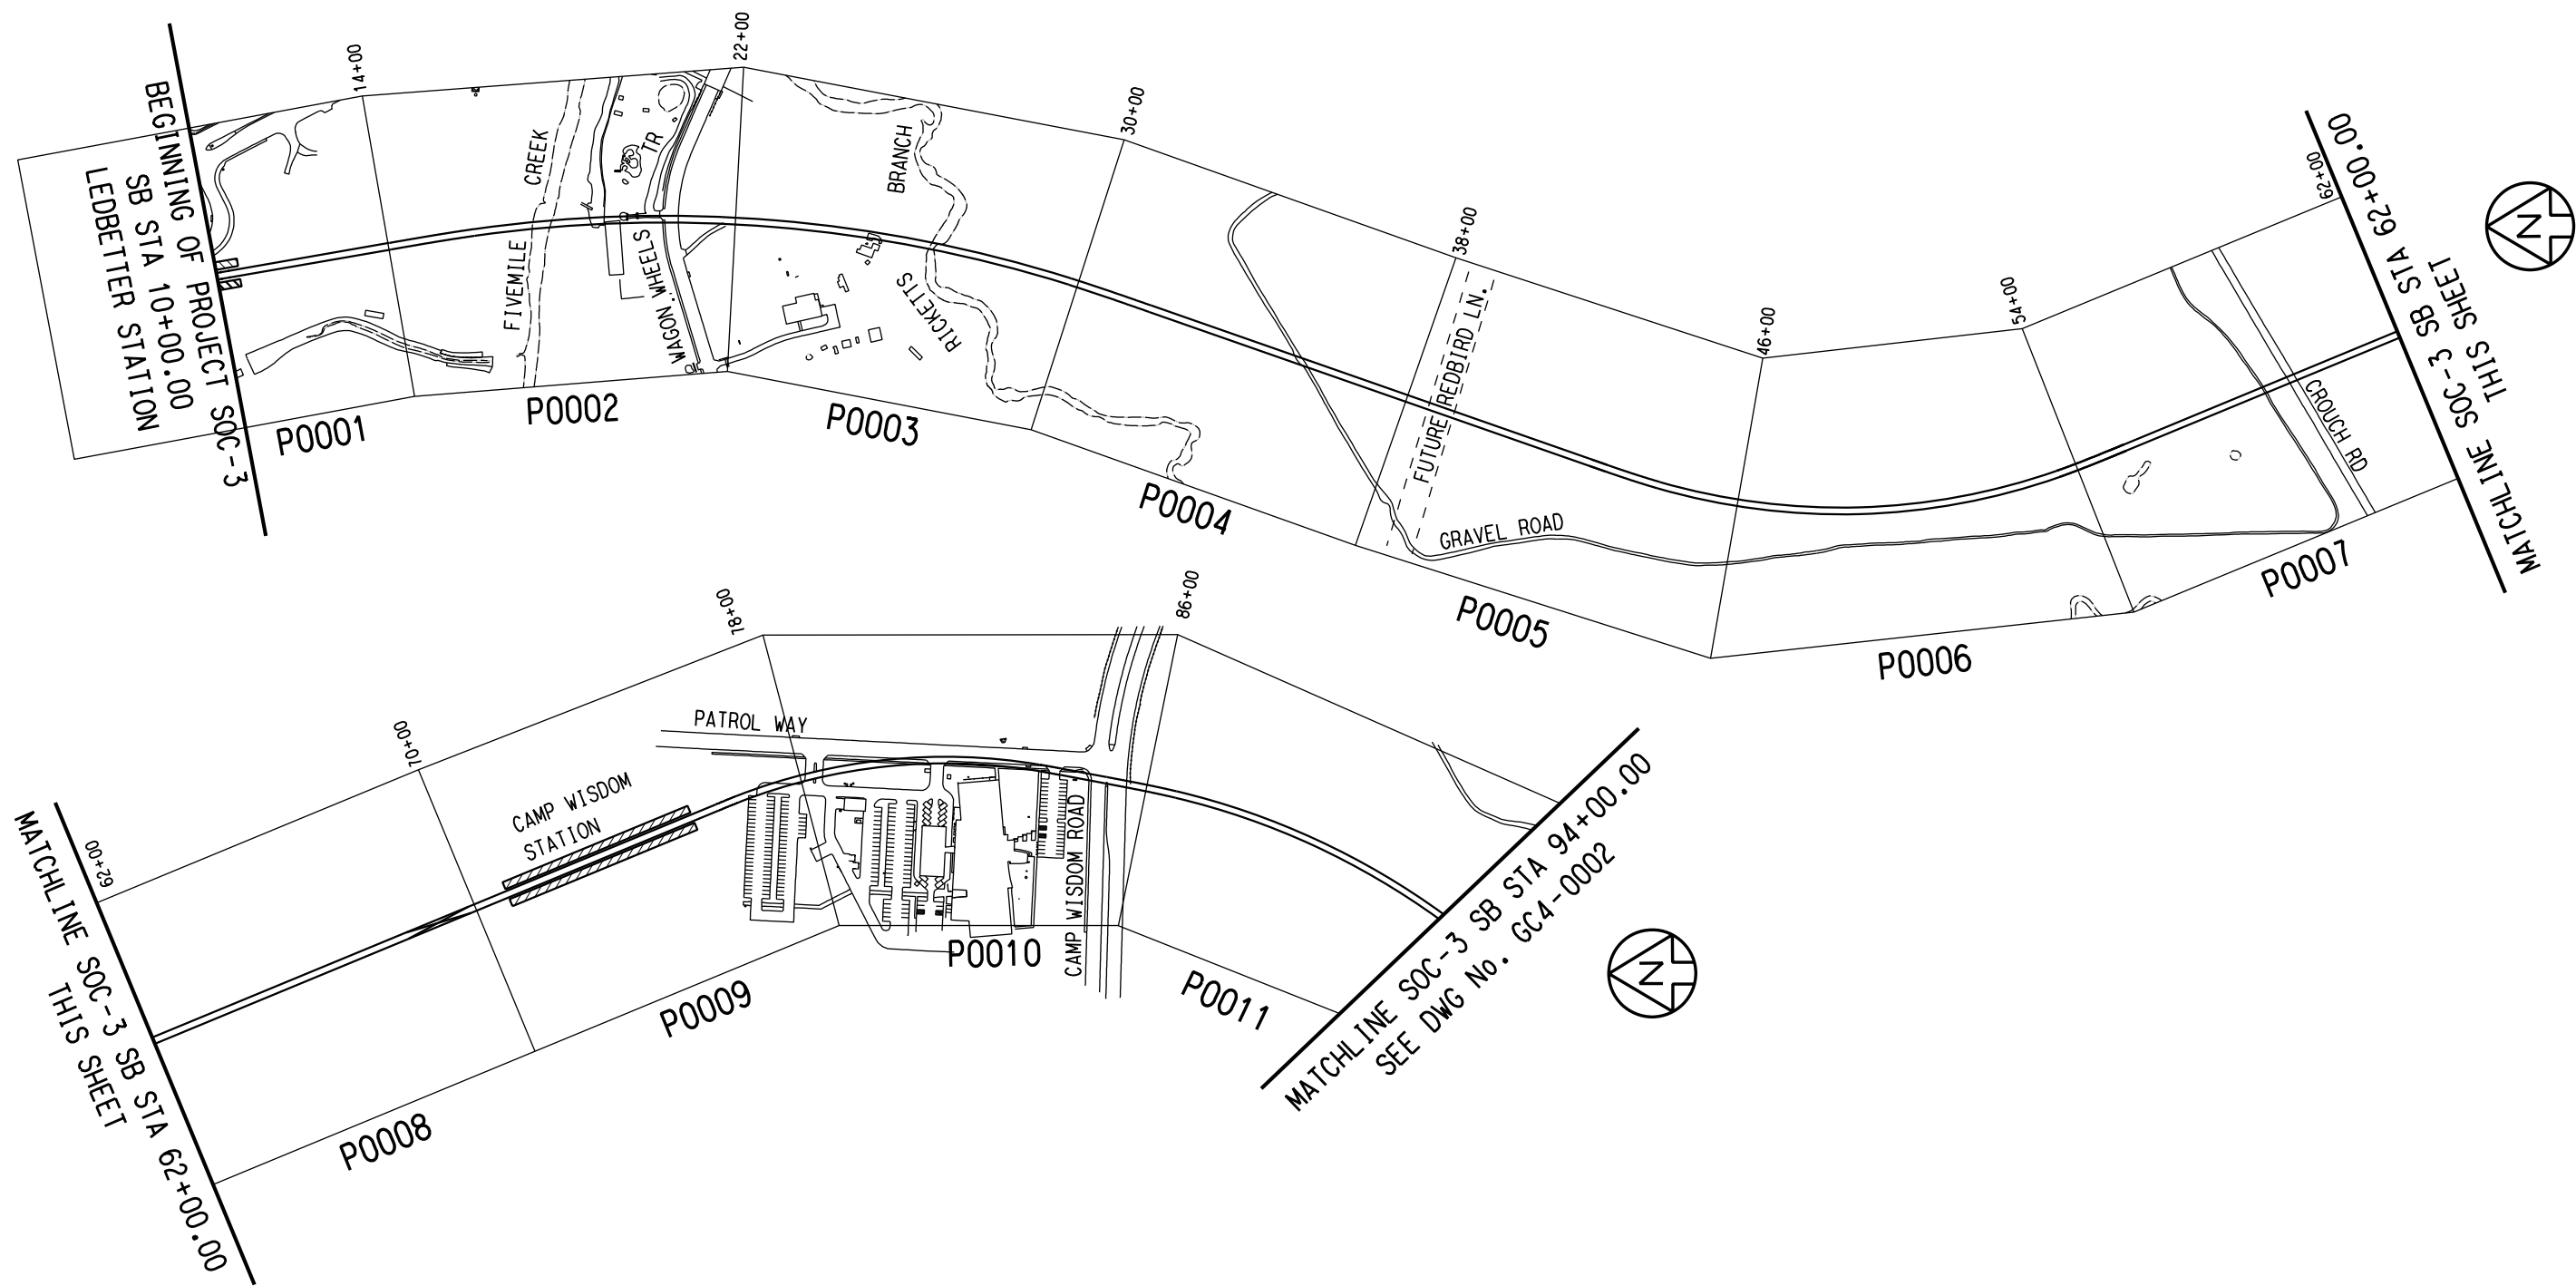 BEGINNING OF PROJECT SOC-3
SB STA 10+00.00
LEDBETTER STATION
14+00
22+00
30+00
38+00
46+00
54+00
62+00
FIVEMILE CREEK
WAGON WHEELS TR
RICKETTS BRANCH
FUTURE REDBIRD LN.
GRAVEL ROAD
CROUCH RD
P0001
P0002
P0003
P0004
P0005
P0006
P0007
MATCHLINE SOC-3 SB STA 62+00.00
THIS SHEET
N
MATCHLINE SOC-3 SB STA 62+00.00
THIS SHEET
62+00
70+00
78+00
86+00
CAMP WISDOM
STATION
PATROL WAY
CAMP WISDOM ROAD
P0008
P0009
P0010
P0011
MATCHLINE SOC-3 SB STA 94+00.00
SEE DWG No. GC4-0002
N